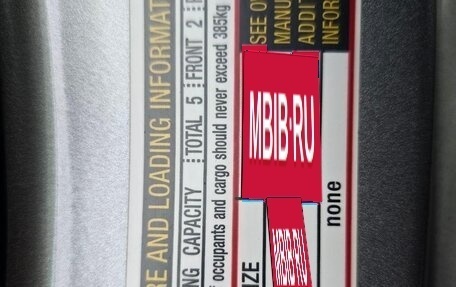 RE AND LOADING INFORMAT
NG CAPACITY TOTAL 5 FRONT 2
occupants and cargo should never exceed 385kg
IZE
SEE O
MANU
ADDIT
INFOR
MBIB·RU
MBIB·RU
none